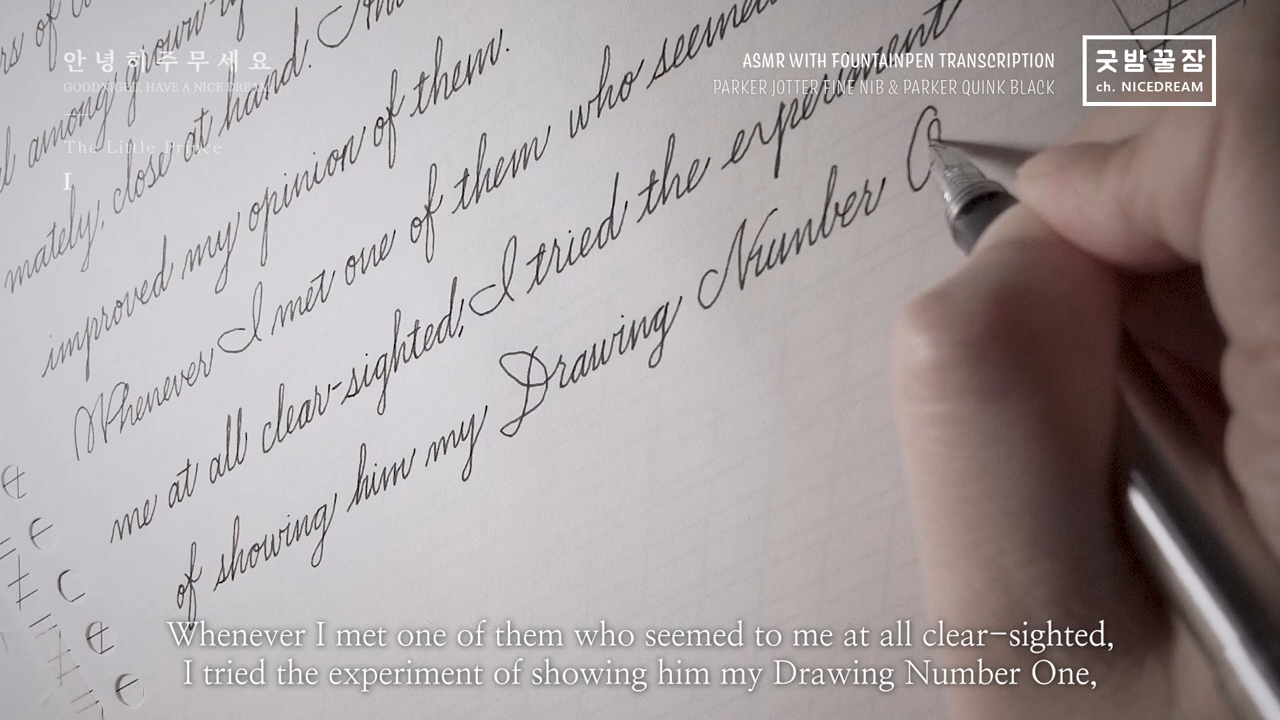 안녕히주무세요
GOODNIGHT, HAVE A NICE DREAM
The Little Prince
I
ASMR WITH FOUNTAINPEN TRANSCRIPTION
PARKER JOTTER FINE NIB & PARKER QUINK BLACK
굿밤꿀잠
ch. NICEDREAM
of
among grown-up
mately, close at hand. And
improved my opinion of them.
Whenever I met one of them who seemed
me at all clear-sighted, I tried the experiment
of showing him my Drawing Number O
Whenever I met one of them who seemed to me at all clear-sighted,
I tried the experiment of showing him my Drawing Number One,